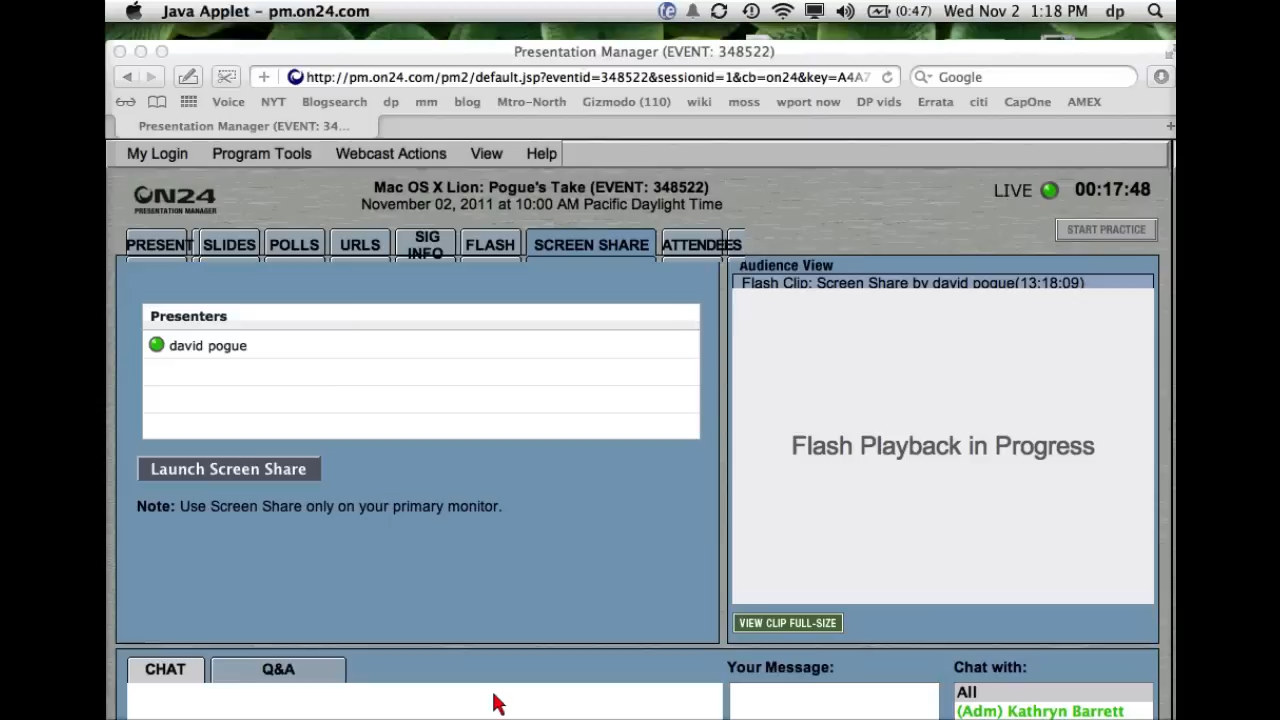 Java Applet – pm.on24.com
(0:47) Wed Nov 2 1:18 PM dp
Presentation Manager (EVENT: 348522)
http://pm.on24.com/pm2/default.jsp?eventid=348522&sessionid=1&cb=on24&key=A4A7
Google
Voice NYT Blogsearch dp mm blog Mtro-North Gizmodo (110) wiki moss wport now DP vids Errata citi CapOne AMEX
Presentation Manager (EVENT: 34...
My Login Program Tools Webcast Actions View Help
ON24
PRESENTATION MANAGER
Mac OS X Lion: Pogue's Take (EVENT: 348522)
November 02, 2011 at 10:00 AM Pacific Daylight Time
LIVE 00:17:48
START PRACTICE
PRESENT SLIDES POLLS URLS SIG INFO FLASH SCREEN SHARE ATTENDEES
Audience View
Flash Clip: Screen Share by david pogue(13:18:09)
Presenters
david pogue
Flash Playback in Progress
Launch Screen Share
Note: Use Screen Share only on your primary monitor.
VIEW CLIP FULL-SIZE
CHAT Q&A
Your Message:
Chat with:
All
(Adm) Kathryn Barrett